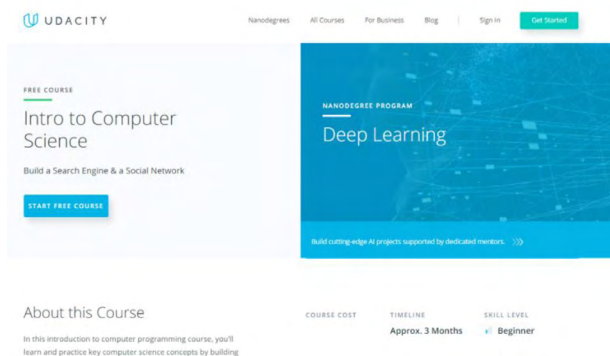 UDACITY
Nanodegrees All Courses For Business Blog Sign In Get Started
FREE COURSE
Intro to Computer
Science
Build a Search Engine & a Social Network
START FREE COURSE
NANODEGREE PROGRAM
Deep Learning
Build cutting-edge AI projects supported by dedicated mentors.
About this Course
In this introduction to computer programming course, you'll
learn and practice key computer science concepts by building
COURSE COST
TIMELINE
Approx. 3 Months
SKILL LEVEL
Beginner